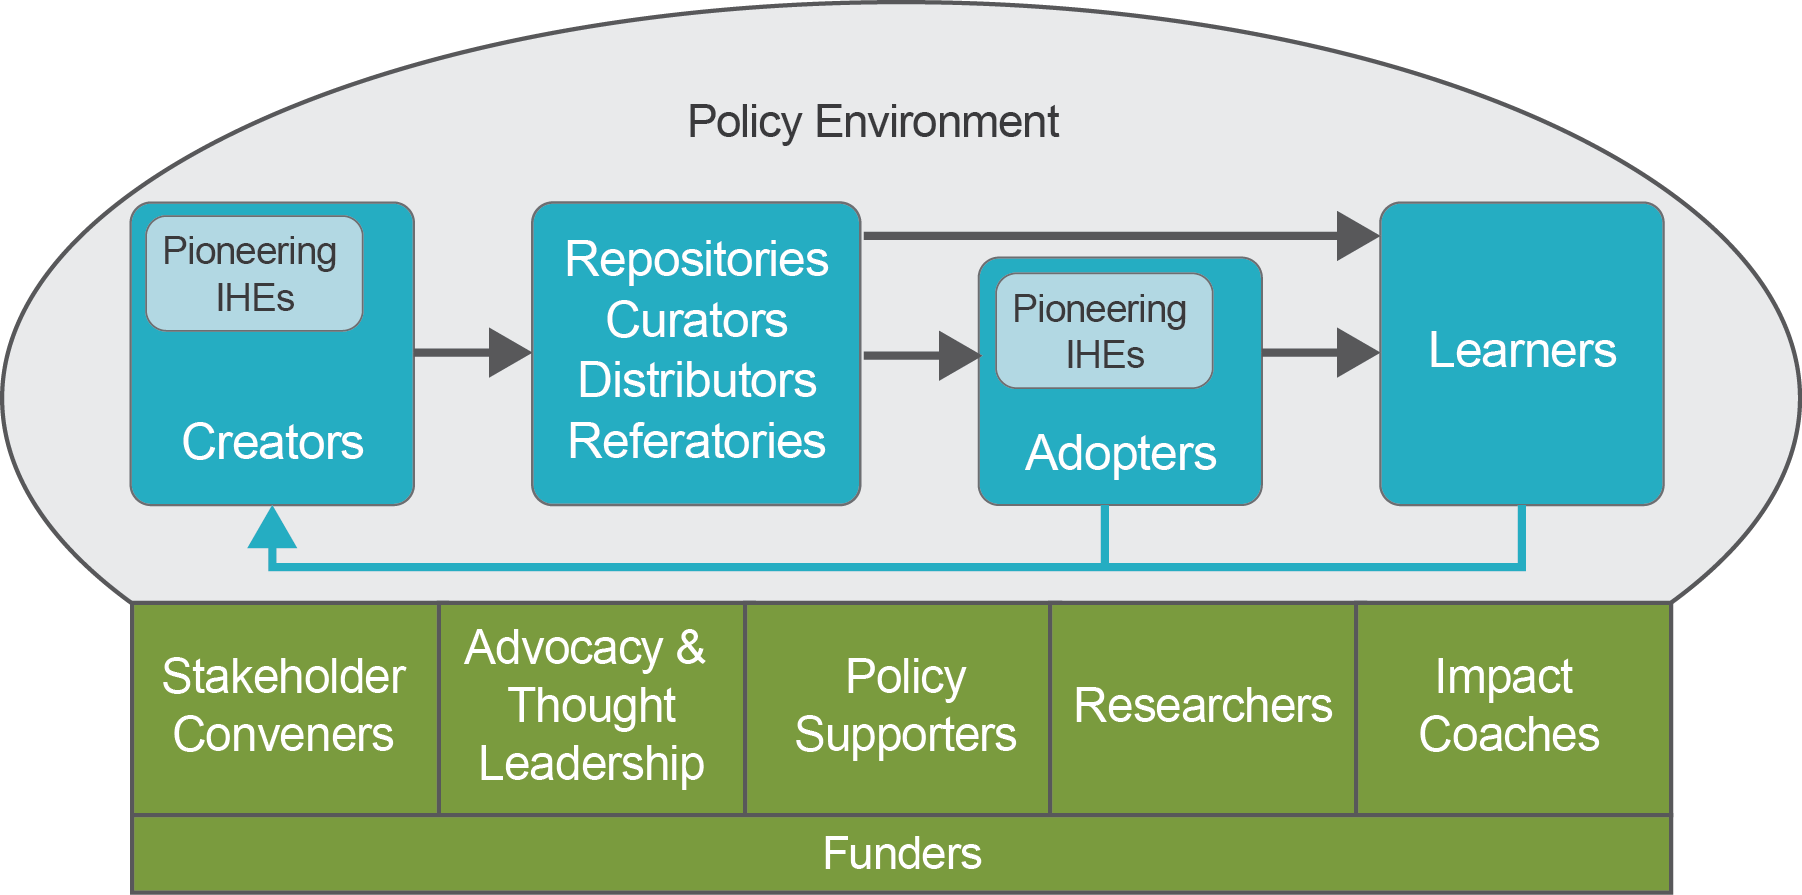 Policy Environment
Pioneering
IHEs
Creators
Repositories
Curators
Distributors
Referatories
Pioneering
IHEs
Adopters
Learners
Stakeholder
Conveners
Advocacy &
Thought
Leadership
Policy
Supporters
Researchers
Impact
Coaches
Funders